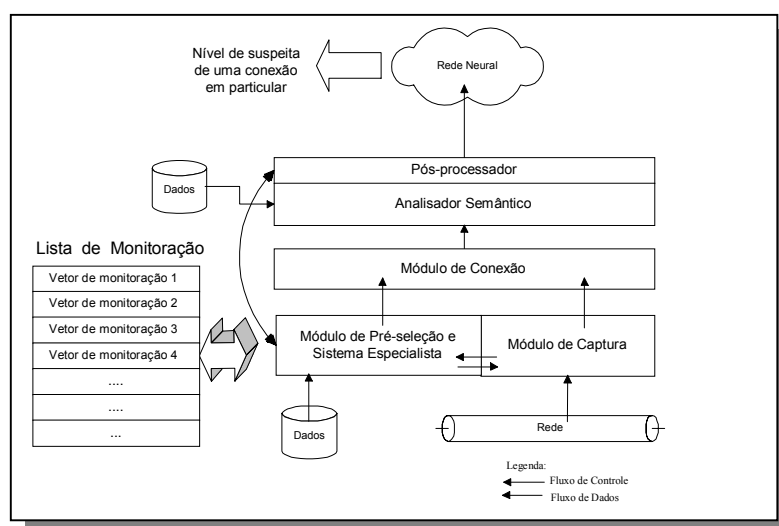 Nível de suspeita
de uma conexão
em particular
Rede Neural
Pós-processador
Dados
Analisador Semântico
Lista de Monitoração
Módulo de Conexão
Vetor de monitoração 1
Vetor de monitoração 2
Vetor de monitoração 3
Vetor de monitoração 4
....
....
...
Módulo de Pré-seleção e
Sistema Especialista
Módulo de Captura
Dados
Rede
Legenda:
Fluxo de Controle
Fluxo de Dados